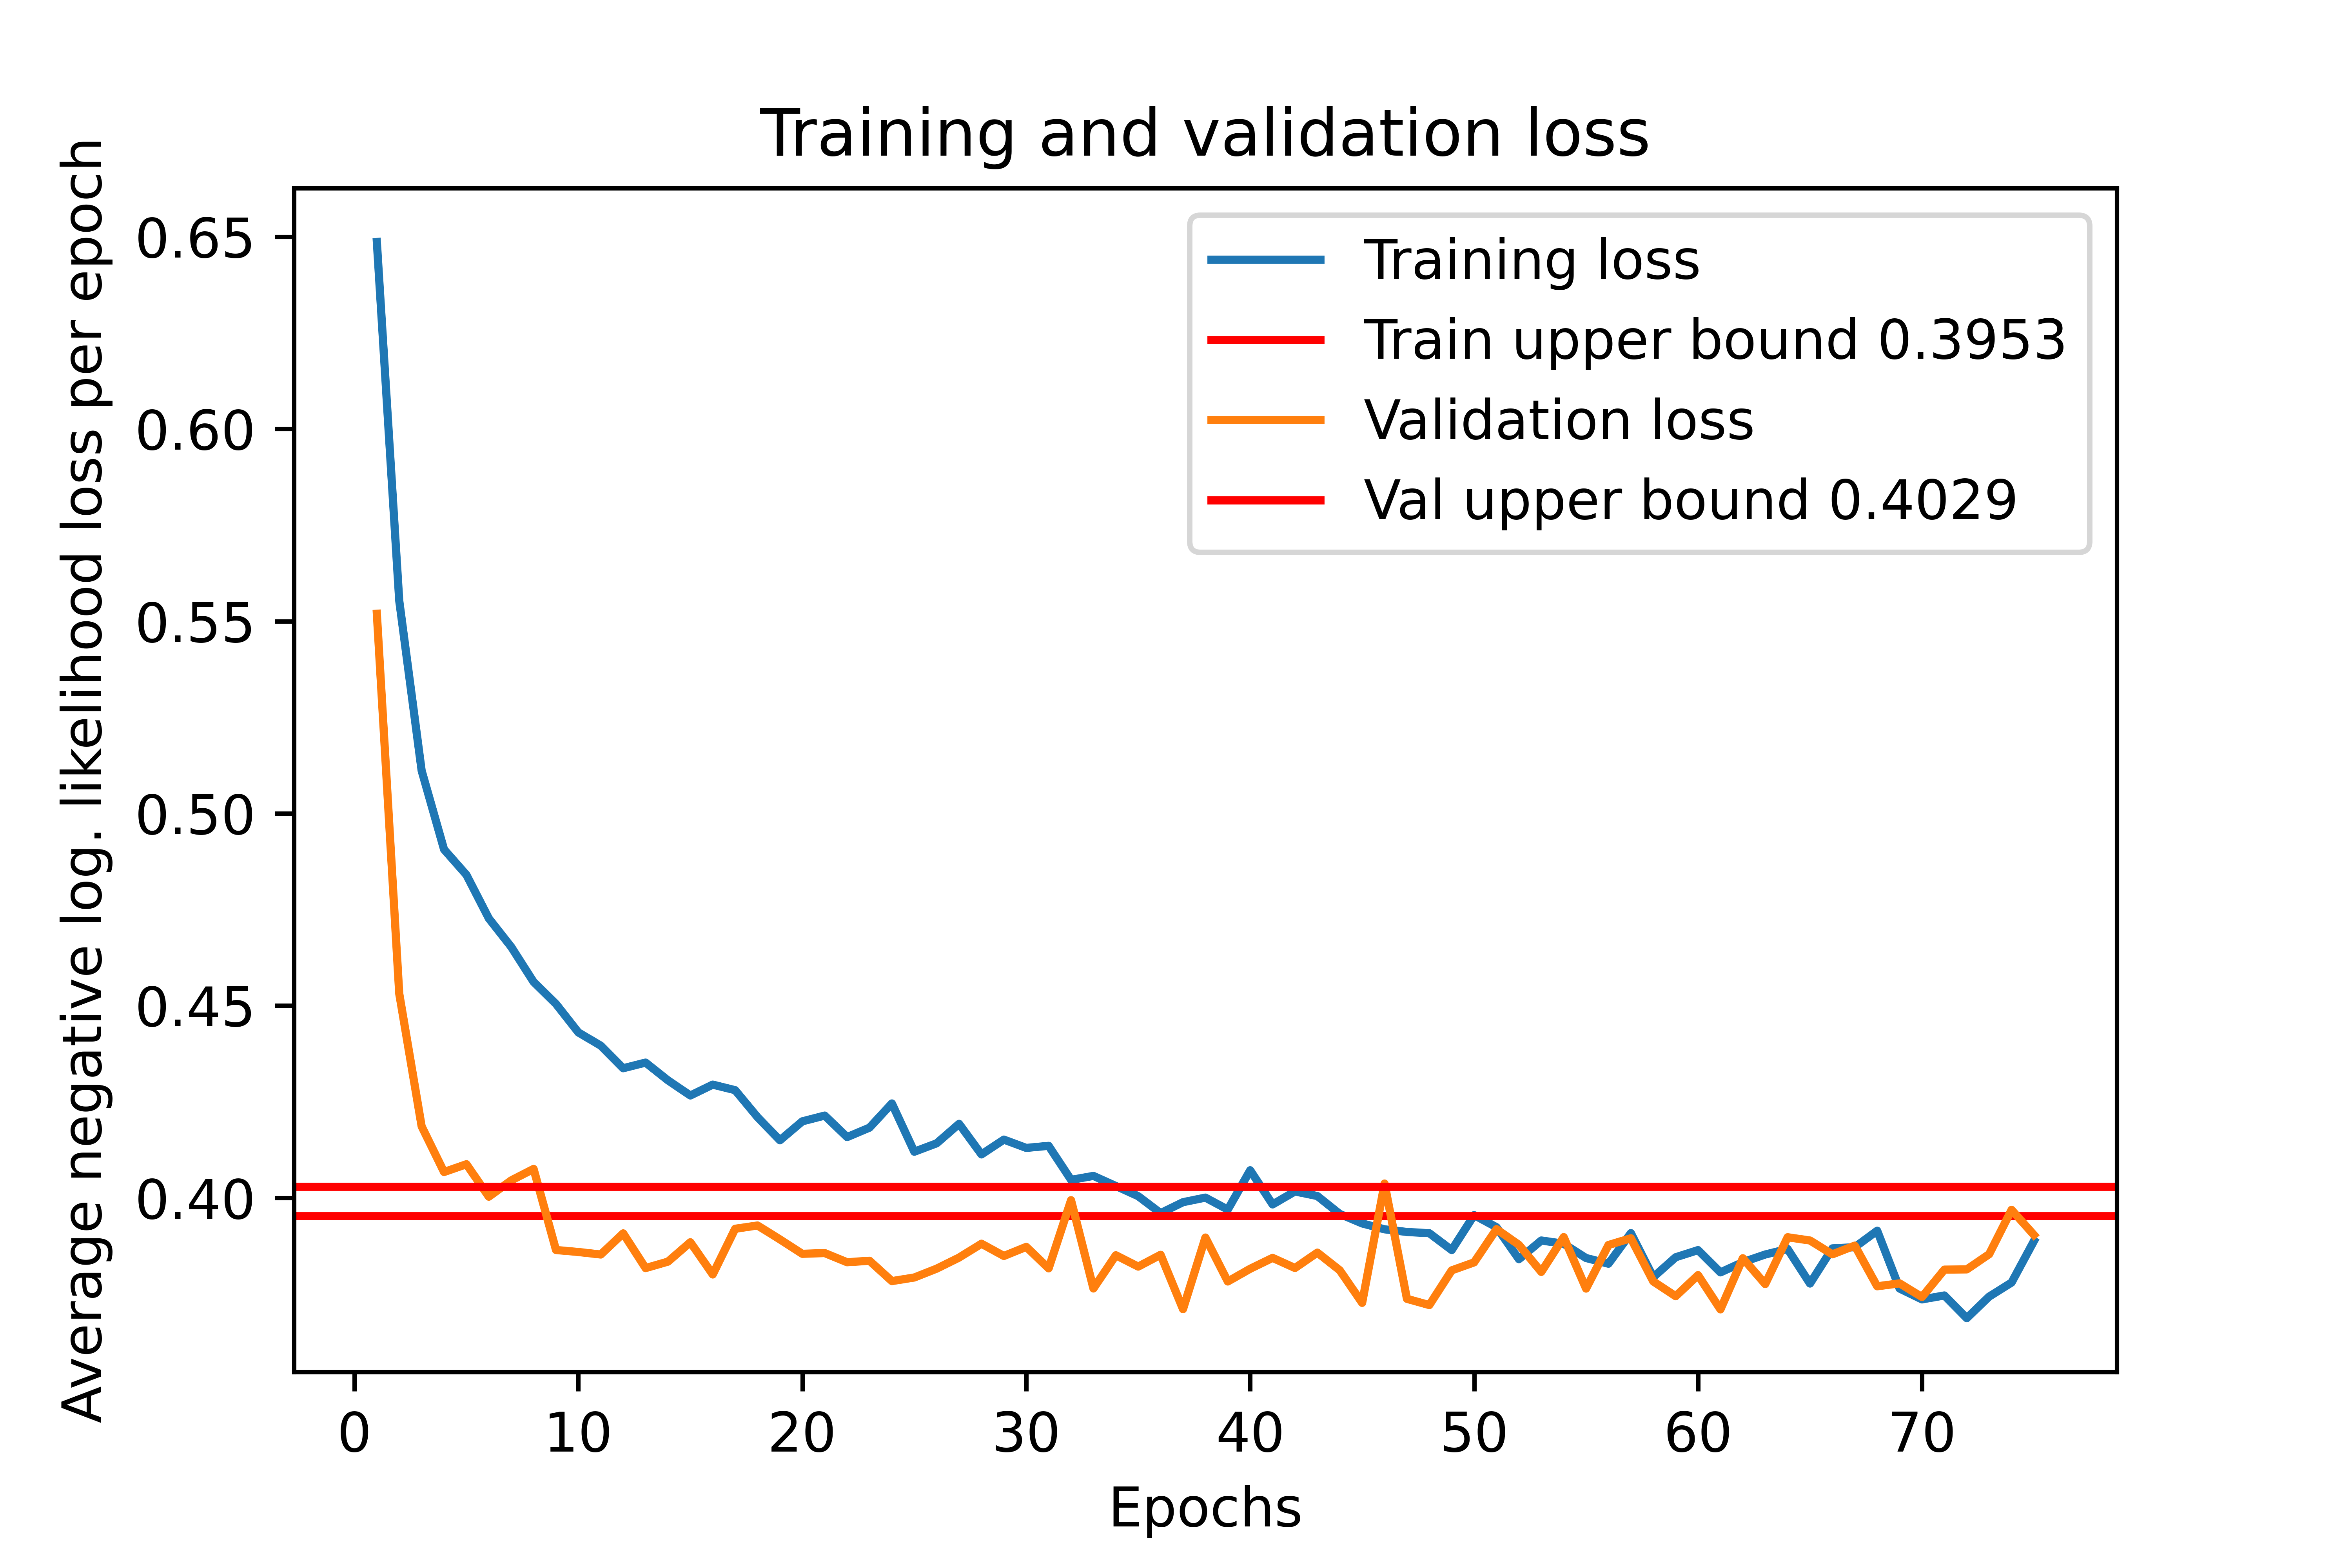 Training and validation loss
Average negative log. likelihood loss per epoch
0.65
0.60
0.55
0.50
0.45
0.40
Training loss
Train upper bound 0.3953
Validation loss
Val upper bound 0.4029
0 10 20 30 40 50 60 70
Epochs